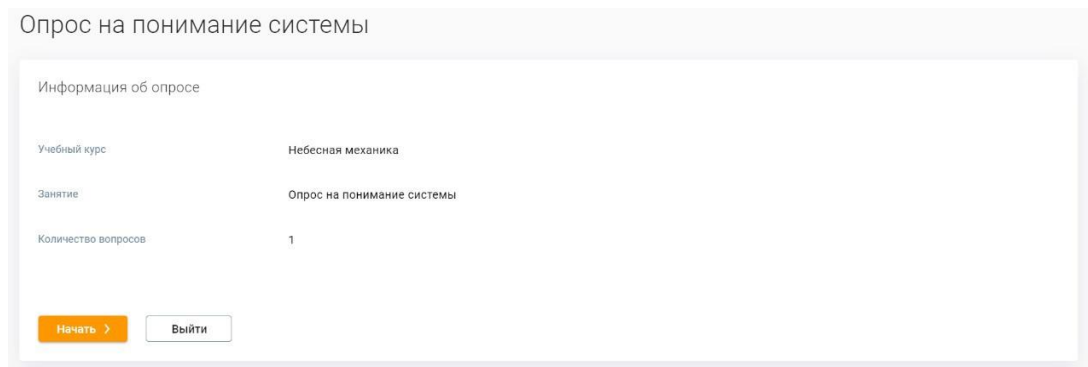 Опрос на понимание системы
Информация об опросе
Учебный курс Небесная механика
Занятие Опрос на понимание системы
Количество вопросов 1
Начать Выйти